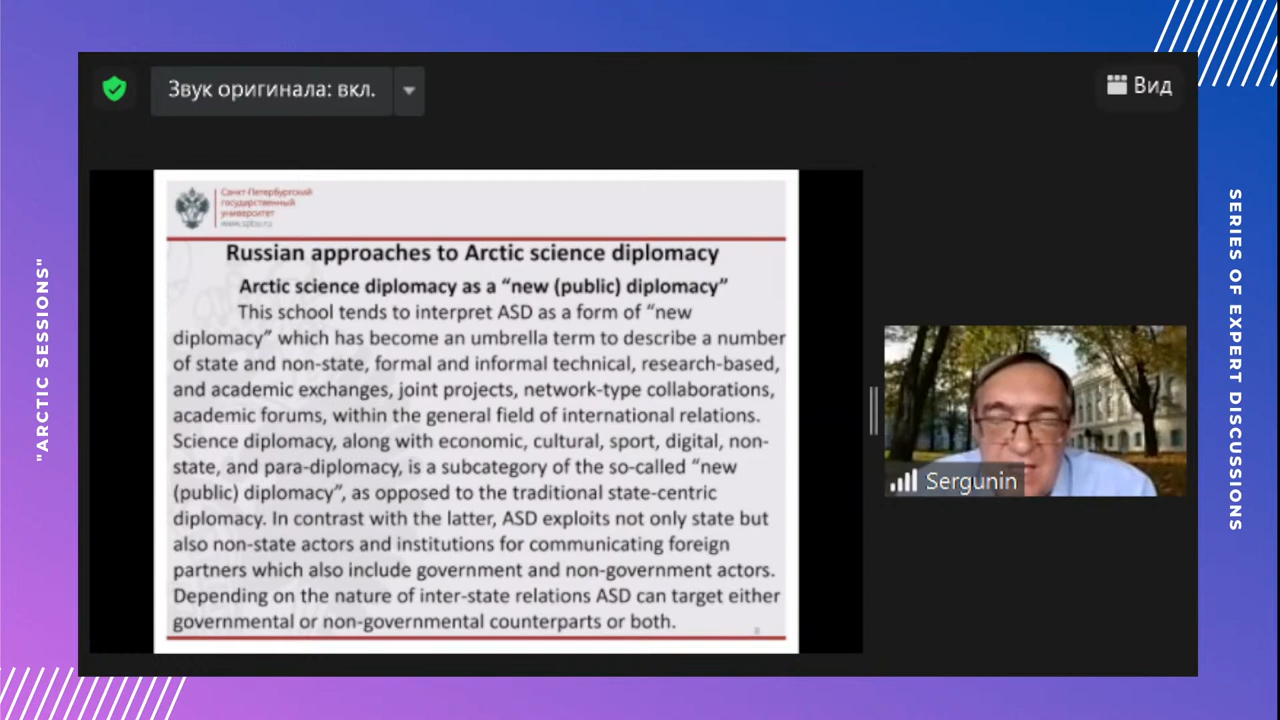 "ARCTIC SESSIONS"
Звук оригинала: вкл.
Вид
Санкт-Петербургский
государственный
университет
www.spbu.ru
Russian approaches to Arctic science diplomacy
Arctic science diplomacy as a “new (public) diplomacy”
This school tends to interpret ASD as a form of “new
diplomacy” which has become an umbrella term to describe a number
of state and non-state, formal and informal technical, research-based,
and academic exchanges, joint projects, network-type collaborations,
academic forums, within the general field of international relations.
Science diplomacy, along with economic, cultural, sport, digital, non-
state, and para-diplomacy, is a subcategory of the so-called “new
(public) diplomacy”, as opposed to the traditional state-centric
diplomacy. In contrast with the latter, ASD exploits not only state but
also non-state actors and institutions for communicating foreign
partners which also include government and non-government actors.
Depending on the nature of inter-state relations ASD can target either
governmental or non-governmental counterparts or both.
8
Sergunin
SERIES OF EXPERT DISCUSSIONS